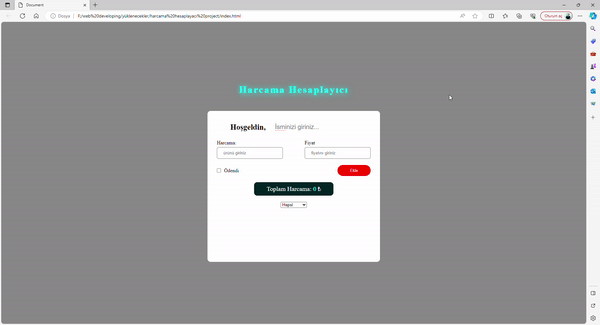 Document
Dosya
F:/web%20developing/yüklenecekler/harcama%20hesaplayıcı%20project/index.html
Oturum aç
Harcama Hesaplayıcı
Hoşgeldin, İsminizi giriniz...
Harcama Fiyat
ürünü giriniz fiyatını giriniz
Ödendi Ekle
Toplam Harcama: 0 ₺
Hepsi